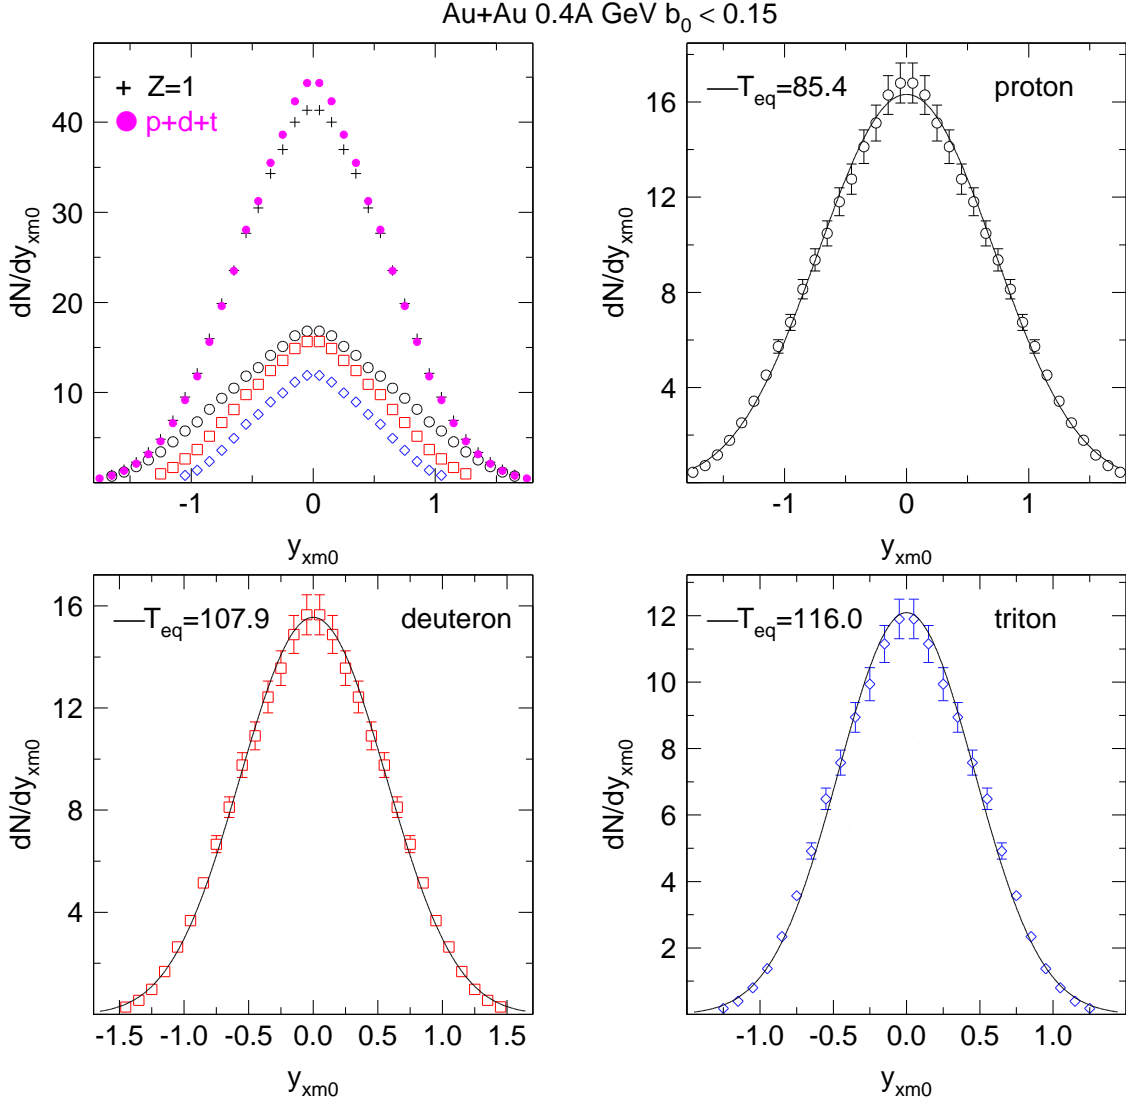 Au+Au 0.4A GeV b0 < 0.15
+ Z=1
p+d+t
40
30
20
10
dN/dyxm0
-1 0 1
yxm0
Teq=85.4 proton
16
12
8
4
dN/dyxm0
-1 0 1
yxm0
Teq=107.9 deuteron
16
12
8
4
dN/dyxm0
-1.5 -1.0 -0.5 0.0 0.5 1.0 1.5
yxm0
Teq=116.0 triton
12
10
8
6
4
2
dN/dyxm0
-1.0 -0.5 0.0 0.5 1.0
yxm0